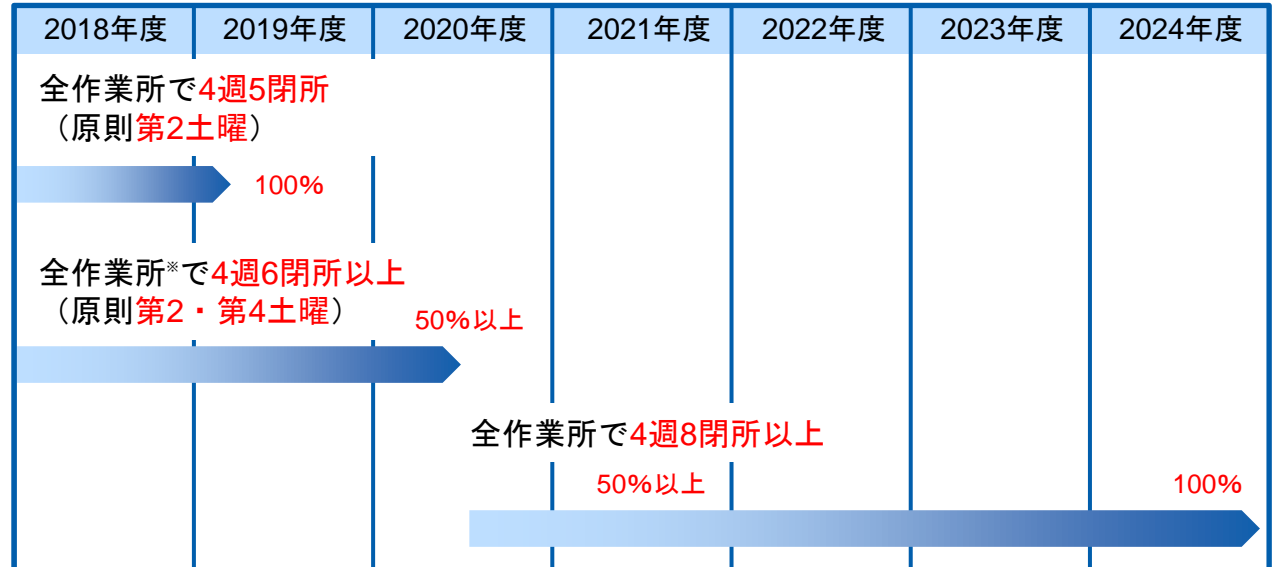 2018年度 2019年度 2020年度 2021年度 2022年度 2023年度 2024年度
全作業所で4週5閉所
（原則第2土曜）
100%
全作業所※で4週6閉所以上
（原則第2・第4土曜）
50%以上
全作業所で4週8閉所以上
50%以上 100%